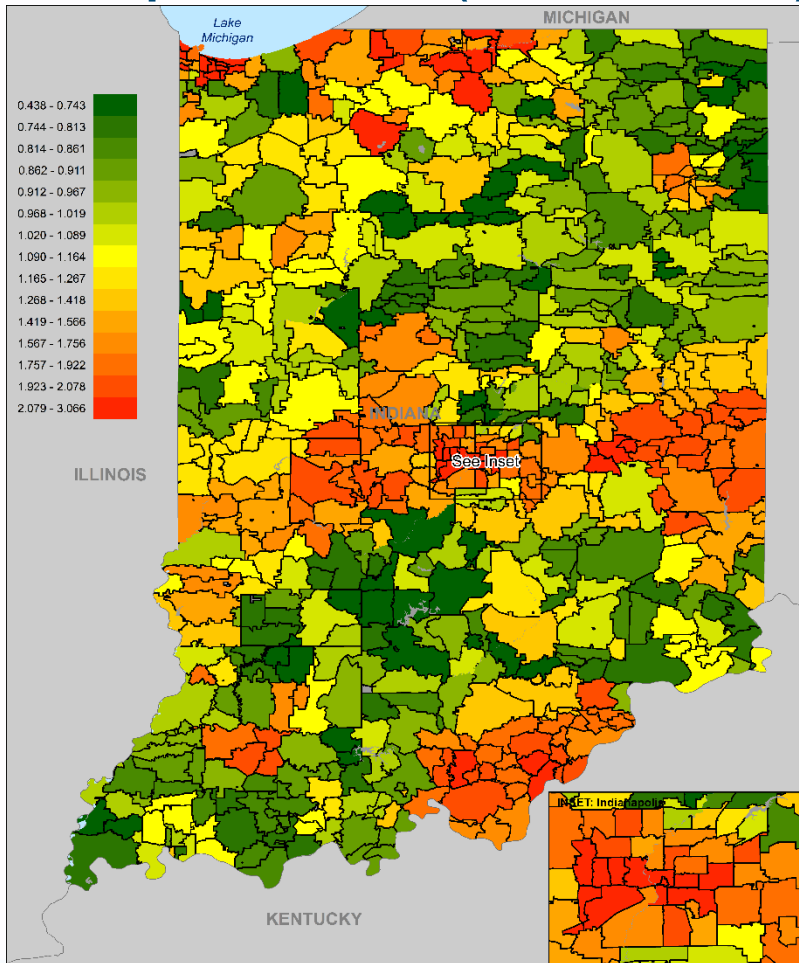 MICHIGAN
Lake
Michigan
0.438 - 0.743
0.744 - 0.813
0.814 - 0.861
0.862 - 0.911
0.912 - 0.967
0.968 - 1.019
1.020 - 1.089
1.090 - 1.164
1.165 - 1.267
1.268 - 1.418
1.419 - 1.566
1.567 - 1.756
1.757 - 1.922
1.923 - 2.078
2.079 - 3.066
INDIANA
See Inset
ILLINOIS
INSET: Indianapolis
KENTUCKY